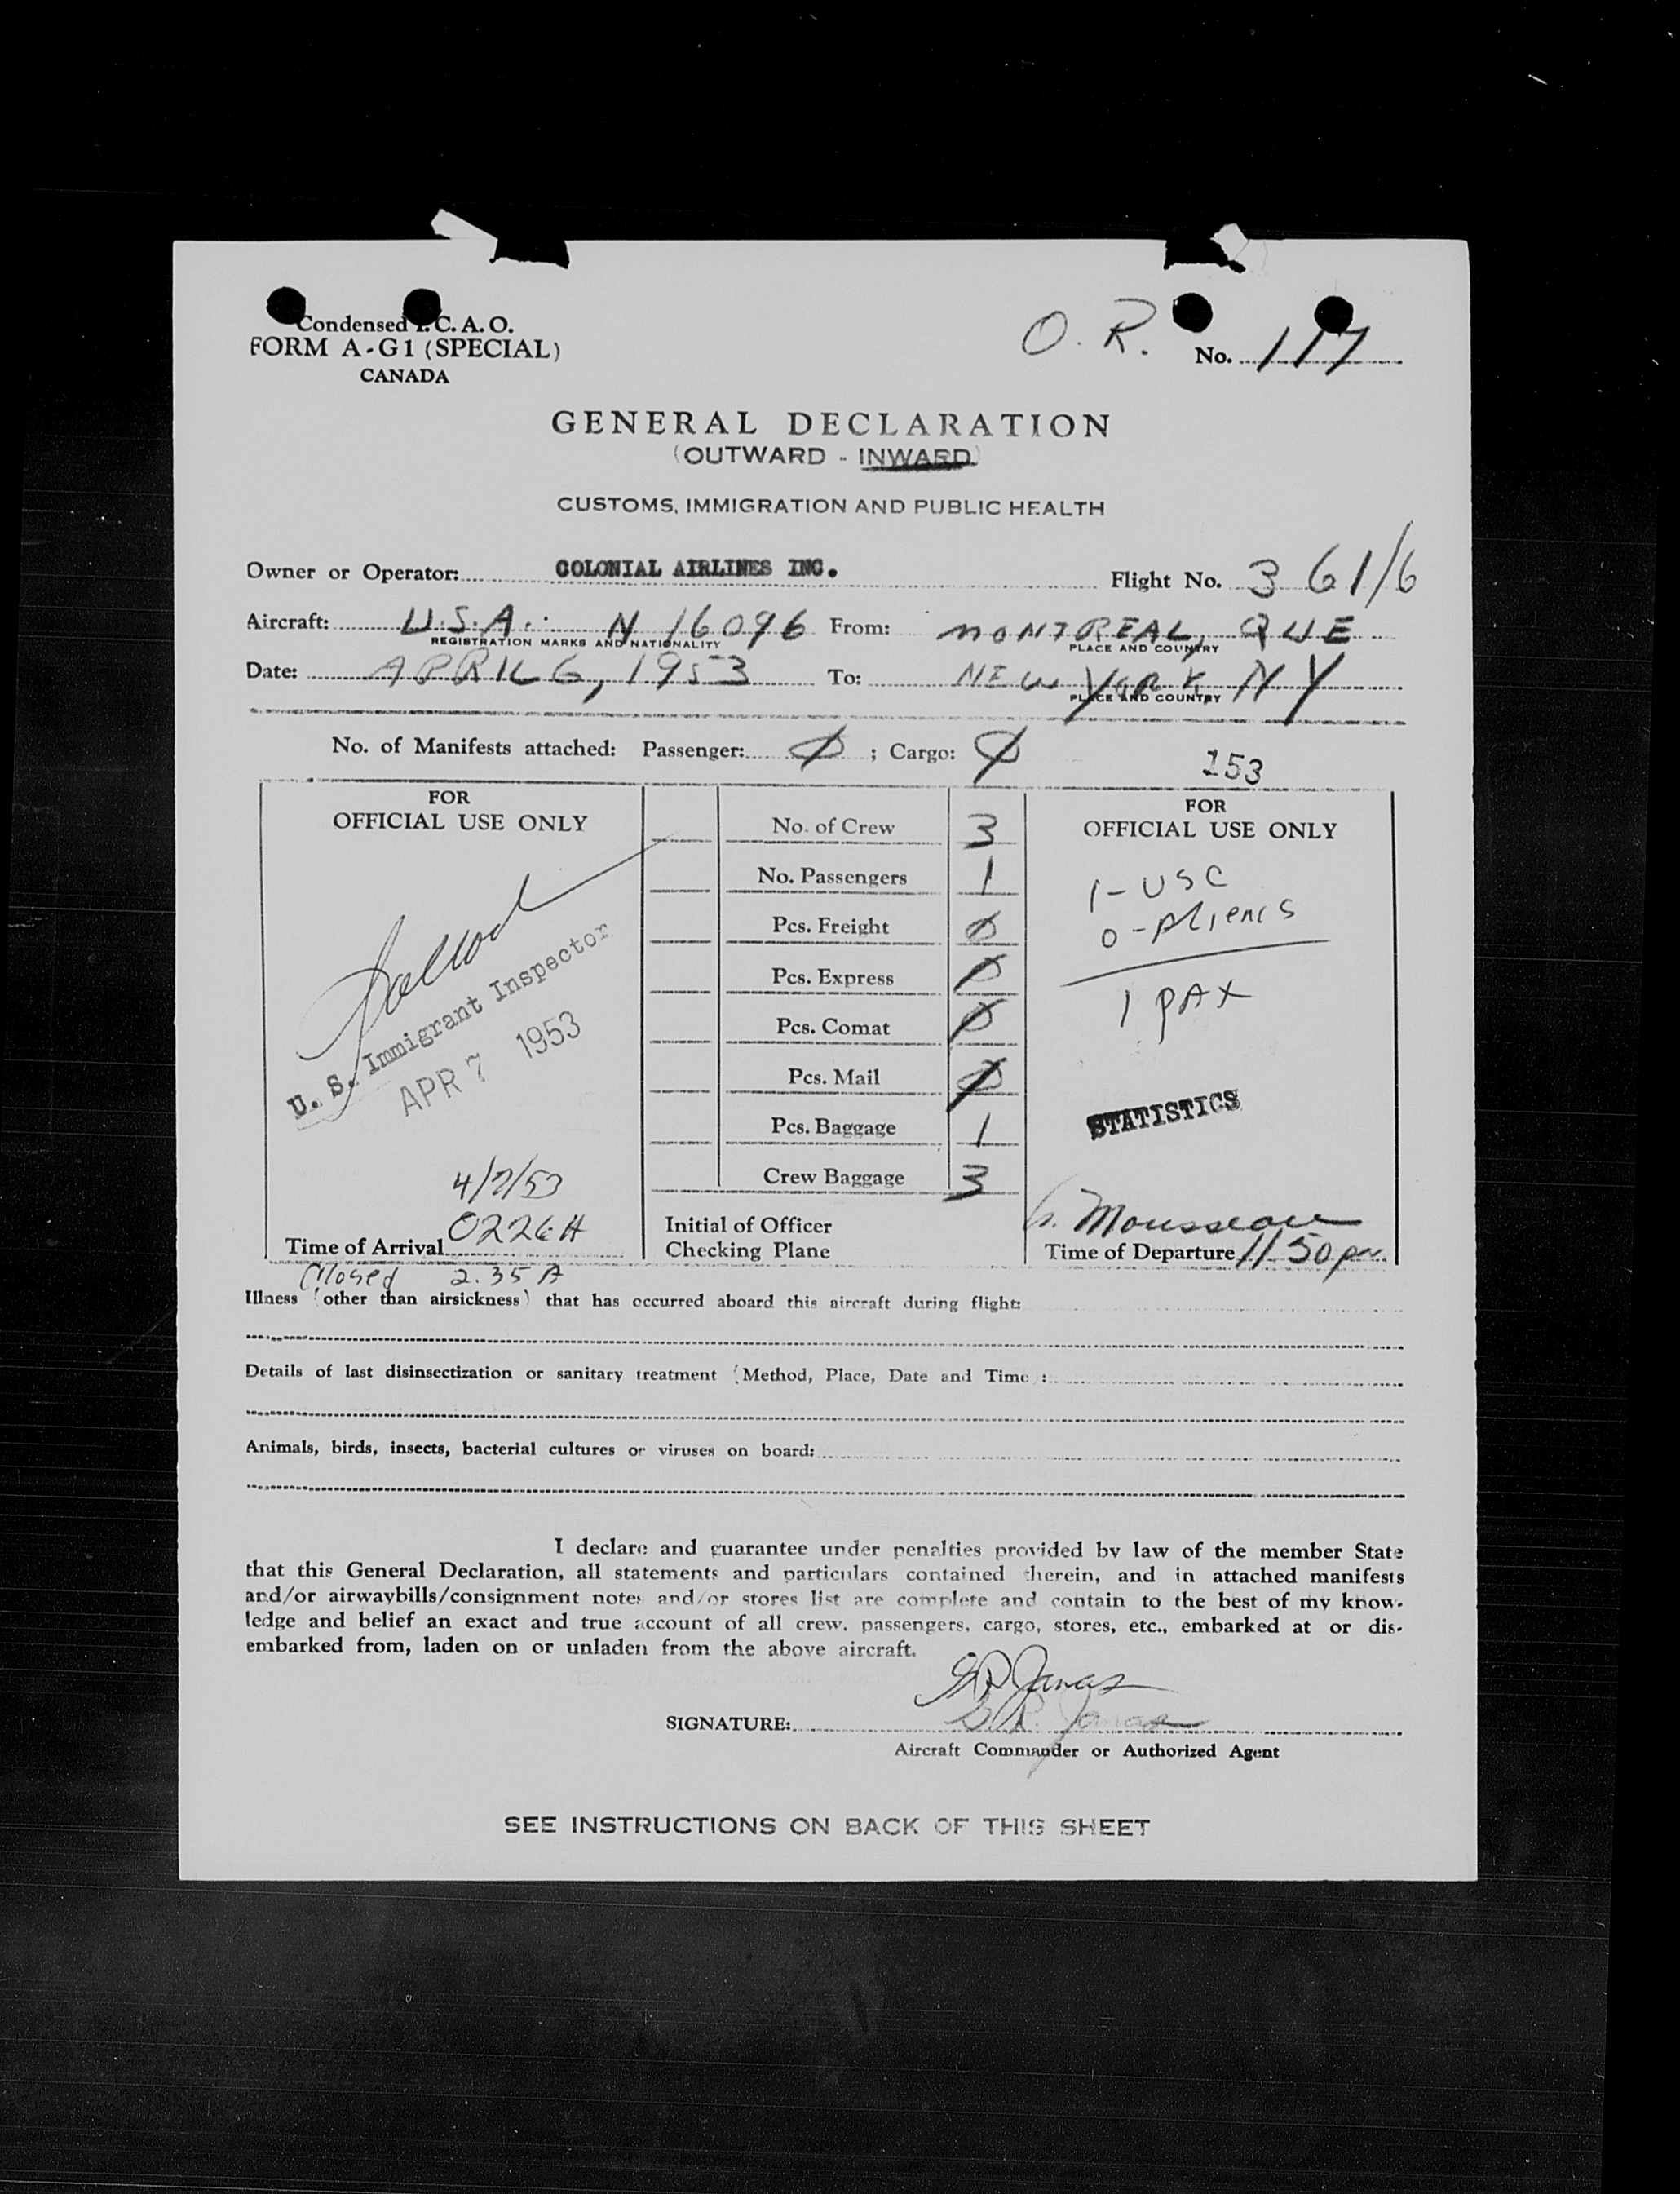 Condensed I. C. A. O.
FORM A-G1 (SPECIAL)
CANADA
O. R. No. 117
GENERAL DECLARATION
(OUTWARD - INWARD)
CUSTOMS, IMMIGRATION AND PUBLIC HEALTH
Owner or Operator: COLONIAL AIRLINES INC. Flight No. 361/6
Aircraft: U.S.A. N 16096 From: MONTREAL, QUE
REGISTRATION MARKS AND NATIONALITY PLACE AND COUNTRY
Date: APRIL 6, 1953 To: NEW YORK NY
PLACE AND COUNTRY
No. of Manifests attached: Passenger: Ø ; Cargo: Ø
153
FOR
OFFICIAL USE ONLY
U. S. Immigrant Inspector
APR 7 1953
4/7/53
Time of Arrival 0226A
Closed 2.35 A
No. of Crew 3
No. Passengers 1
Pcs. Freight Ø
Pcs. Express Ø
Pcs. Comat Ø
Pcs. Mail Ø
Pcs. Baggage 1
Crew Baggage 3
Initial of Officer
Checking Plane
FOR
OFFICIAL USE ONLY
1 - USC
0 - Aliens
1 PAX
STATISTICS
Mousseau
Time of Departure 11 50 pm
Illness (other than airsickness) that has occurred aboard this aircraft during flight:
Details of last disinsectization or sanitary treatment (Method, Place, Date and Time):
Animals, birds, insects, bacterial cultures or viruses on board:
I declare and guarantee under penalties provided by law of the member State
that this General Declaration, all statements and particulars contained therein, and in attached manifests
and/or airwaybills/consignment notes and/or stores list are complete and contain to the best of my know-
ledge and belief an exact and true account of all crew, passengers, cargo, stores, etc., embarked at or dis-
embarked from, laden on or unladen from the above aircraft.
SIGNATURE: G. R. Janas
Aircraft Commander or Authorized Agent
SEE INSTRUCTIONS ON BACK OF THIS SHEET